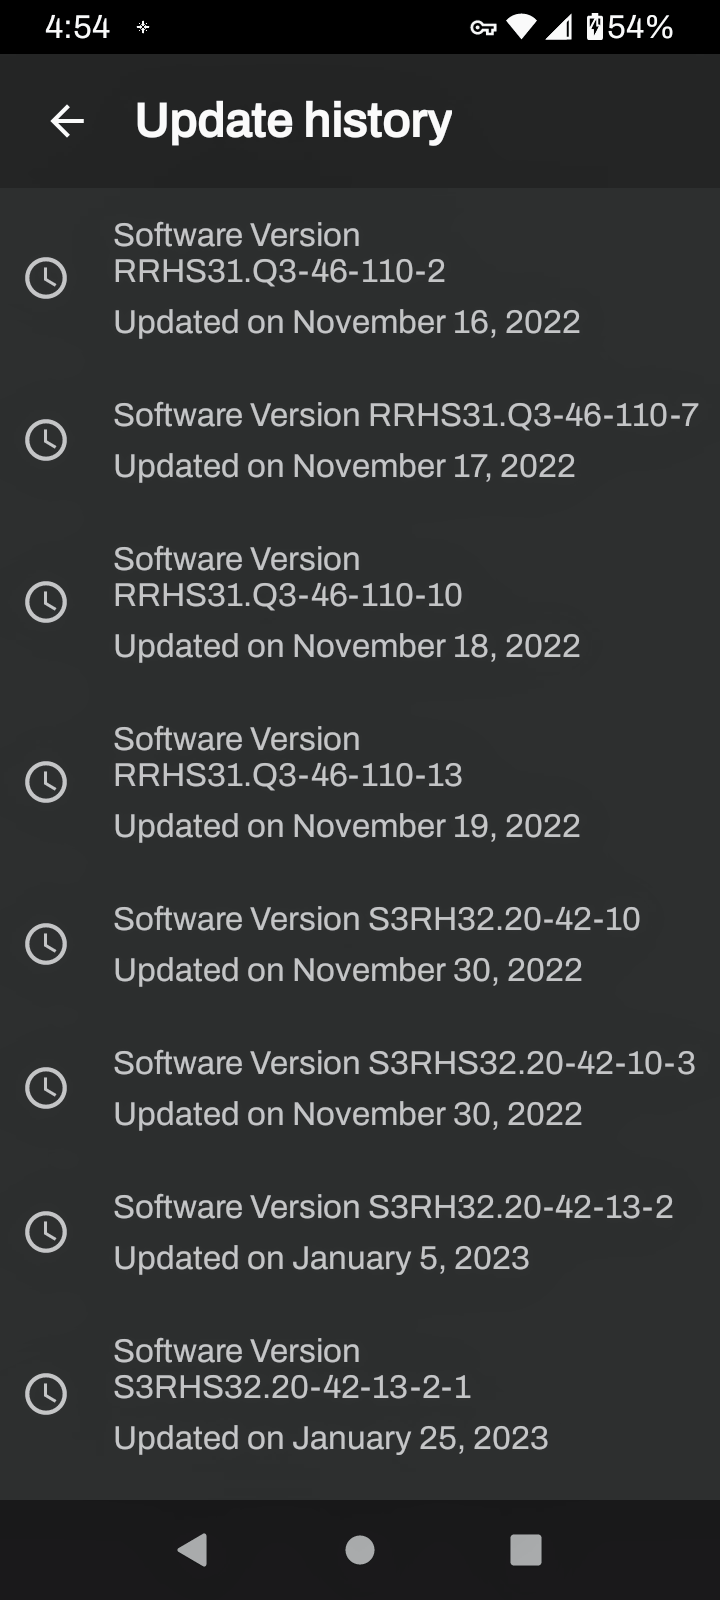 4:54
54%
Update history
Software Version
RRHS31.Q3-46-110-2
Updated on November 16, 2022
Software Version RRHS31.Q3-46-110-7
Updated on November 17, 2022
Software Version
RRHS31.Q3-46-110-10
Updated on November 18, 2022
Software Version
RRHS31.Q3-46-110-13
Updated on November 19, 2022
Software Version S3RH32.20-42-10
Updated on November 30, 2022
Software Version S3RHS32.20-42-10-3
Updated on November 30, 2022
Software Version S3RH32.20-42-13-2
Updated on January 5, 2023
Software Version
S3RHS32.20-42-13-2-1
Updated on January 25, 2023